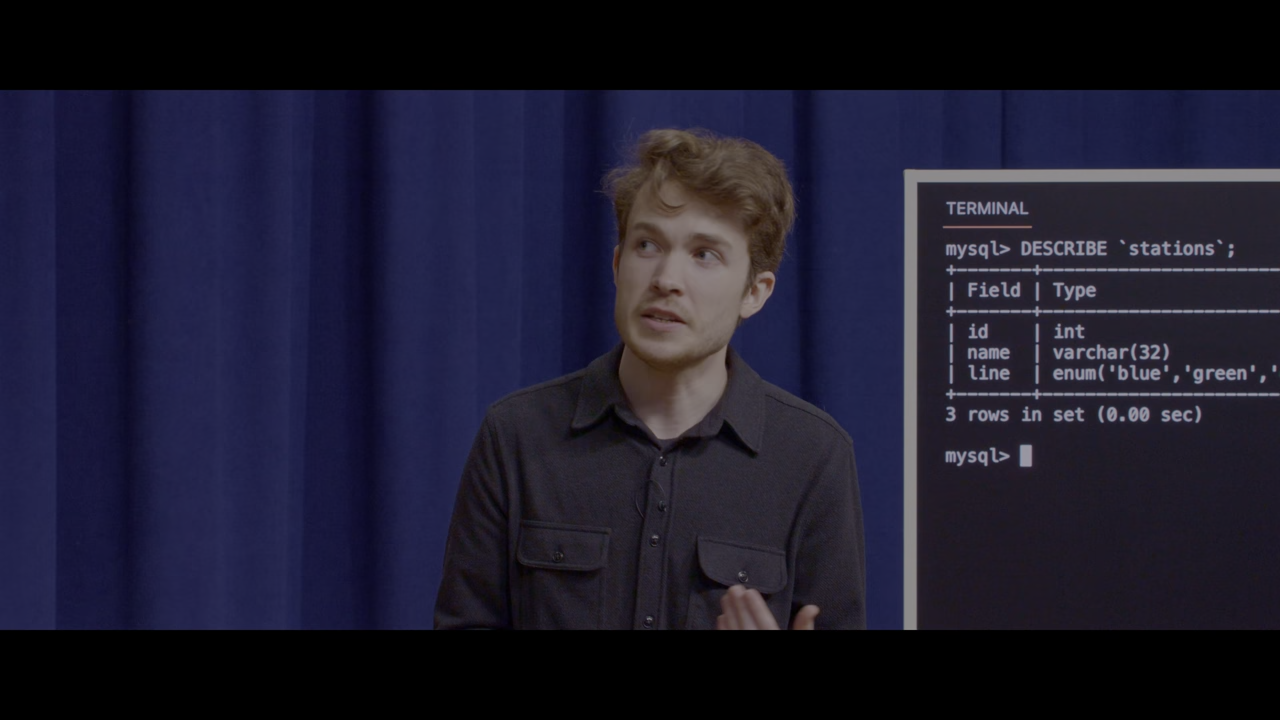 TERMINAL
mysql> DESCRIBE `stations`;
+-------+----------------------
| Field | Type
+-------+----------------------
| id    | int
| name  | varchar(32)
| line  | enum('blue','green','
+-------+----------------------
3 rows in set (0.00 sec)
mysql>